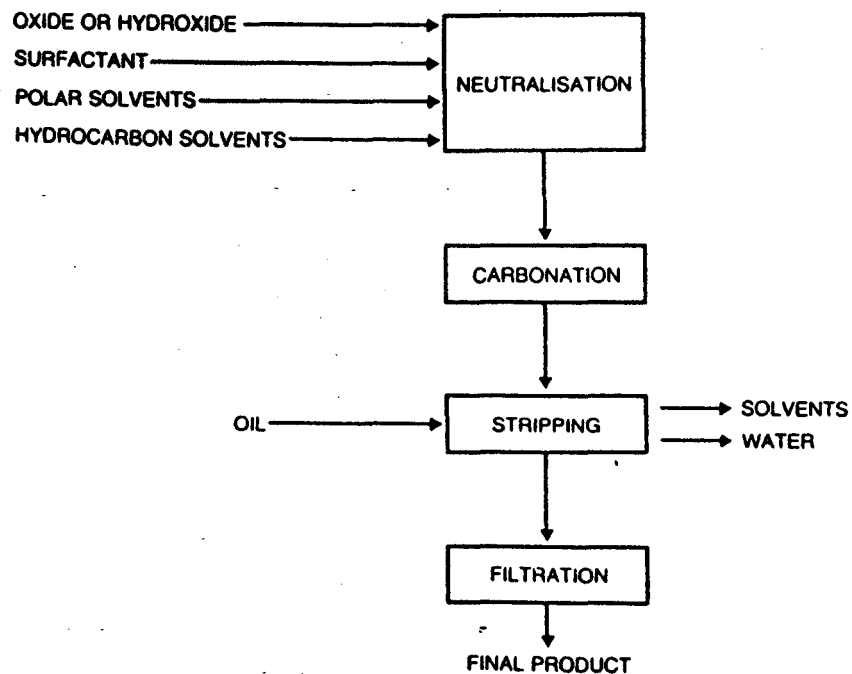 OXIDE OR HYDROXIDE
SURFACTANT
POLAR SOLVENTS
HYDROCARBON SOLVENTS
NEUTRALISATION
CARBONATION
OIL
STRIPPING
SOLVENTS
WATER
FILTRATION
FINAL PRODUCT